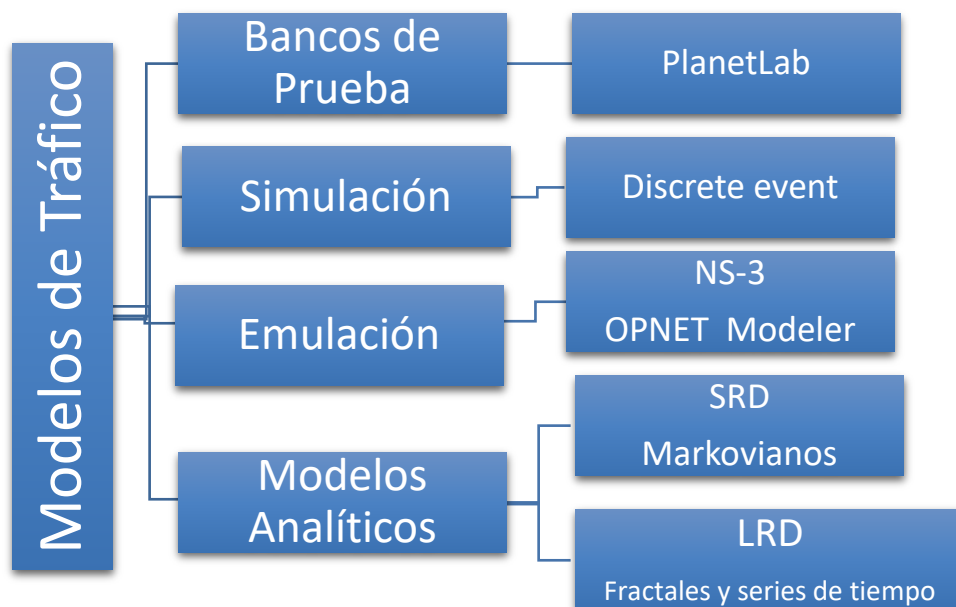 Modelos de Tráfico
Bancos de
Prueba
PlanetLab
Simulación
Discrete event
Emulación
NS-3
OPNET Modeler
Modelos
Analíticos
SRD
Markovianos
LRD
Fractales y series de tiempo